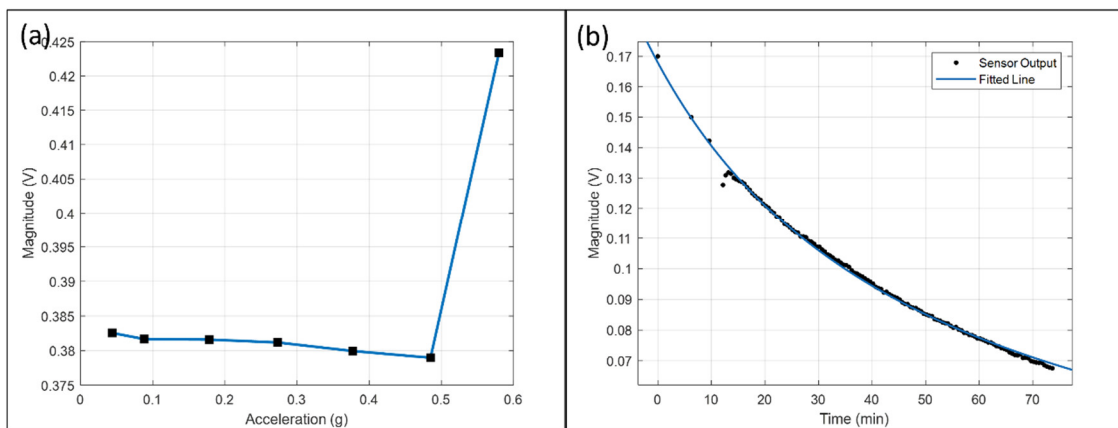 (a)
0.425
0.42
0.415
0.41
0.405
0.4
0.395
0.39
0.385
0.38
0.375
Magnitude (V)
0 0.1 0.2 0.3 0.4 0.5 0.6
Acceleration (g)
(b)
Sensor Output
Fitted Line
0.17
0.16
0.15
0.14
0.13
0.12
0.11
0.1
0.09
0.08
0.07
Magnitude (V)
0 10 20 30 40 50 60 70
Time (min)